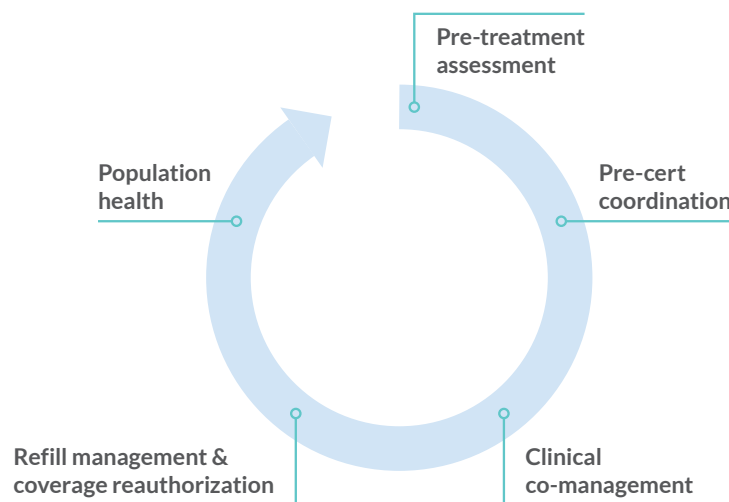 Pre-treatment
assessment
Pre-cert
coordination
Clinical
co-management
Refill management &
coverage reauthorization
Population
health